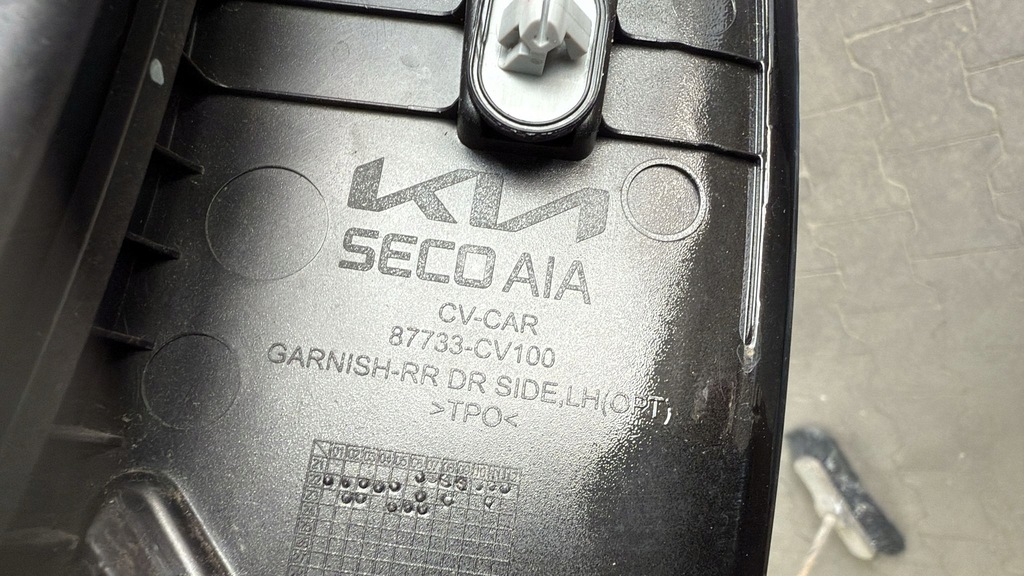 KIA
SECO AIA
CV-CAR
87733-CV100
GARNISH-RR DR SIDE,LH(OPT)
>TPO<